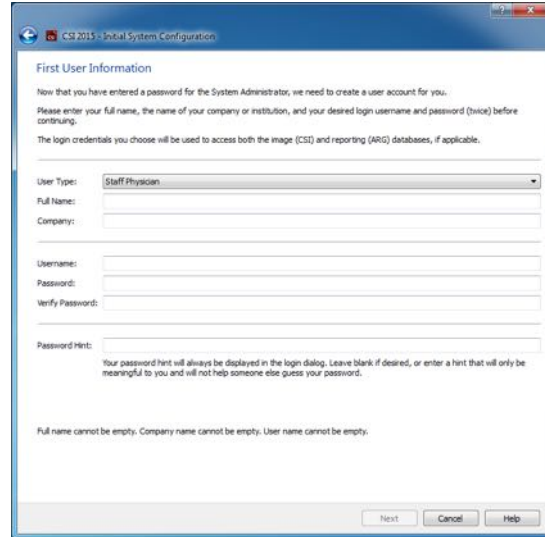 CSI 2015 - Initial System Configuration
First User Information
Now that you have entered a password for the System Administrator, we need to create a user account for you.
Please enter your full name, the name of your company or institution, and your desired login username and password (twice) before
continuing.
The login credentials you choose will be used to access both the image (CSI) and reporting (ARG) databases, if applicable.
User Type: Staff Physician
Full Name:
Company:
Username:
Password:
Verify Password:
Password Hint:
Your password hint will always be displayed in the login dialog. Leave blank if desired, or enter a hint that will only be
meaningful to you and will not help someone else guess your password.
Full name cannot be empty. Company name cannot be empty. User name cannot be empty.
Next Cancel Help